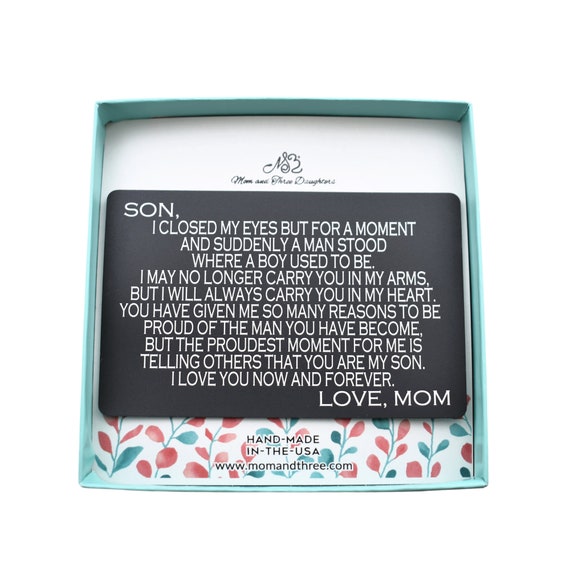 MS3
Mom and Three Daughters
SON,
I CLOSED MY EYES BUT FOR A MOMENT
AND SUDDENLY A MAN STOOD
WHERE A BOY USED TO BE.
I MAY NO LONGER CARRY YOU IN MY ARMS,
BUT I WILL ALWAYS CARRY YOU IN MY HEART.
YOU HAVE GIVEN ME SO MANY REASONS TO BE
PROUD OF THE MAN YOU HAVE BECOME,
BUT THE PROUDEST MOMENT FOR ME IS
TELLING OTHERS THAT YOU ARE MY SON.
I LOVE YOU NOW AND FOREVER.
LOVE, MOM
HAND-MADE
IN-THE-USA
www.momandthree.com